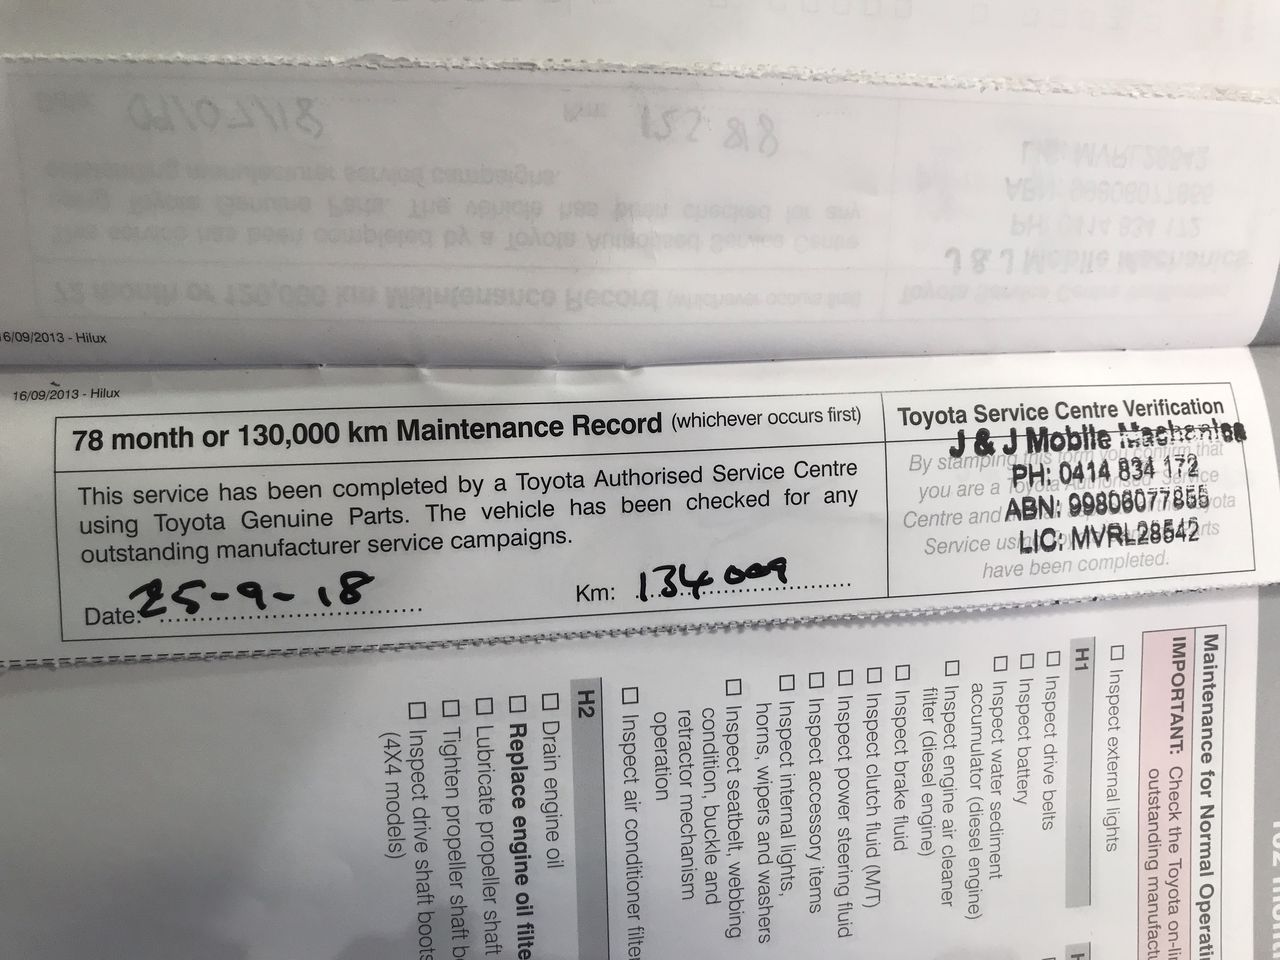 6/09/2013 - Hilux
16/09/2013 - Hilux
78 month or 130,000 km Maintenance Record (whichever occurs first)
This service has been completed by a Toyota Authorised Service Centre
using Toyota Genuine Parts. The vehicle has been checked for any
outstanding manufacturer service campaigns.
Date: 25-9-18
Km: 134 009
Toyota Service Centre Verification
J & J Mobile Mechanics
PH: 0414 834 172
ABN: 99806077855
LIC: MVRL28542
By stamping this form you confirm that
you are a Toyota Authorised Service
Centre and
Service using
have been completed.
Maintenance for Normal Operati
IMPORTANT: Check the Toyota on-li
outstanding manufact
☐ Inspect external lights
H1
☐ Inspect drive belts
☐ Inspect battery
☐ Inspect water sediment
accumulator (diesel engine)
☐ Inspect engine air cleaner
filter (diesel engine)
☐ Inspect brake fluid
☐ Inspect clutch fluid (M/T)
☐ Inspect power steering fluid
☐ Inspect accessory items
☐ Inspect internal lights,
horns, wipers and washers
☐ Inspect seatbelt, webbing
condition, buckle and
retractor mechanism
operation
☐ Inspect air conditioner filter
H2
☐ Drain engine oil
☐ Replace engine oil filte
☐ Lubricate propeller shaft
☐ Tighten propeller shaft b
☐ Inspect drive shaft boots
(4X4 models)